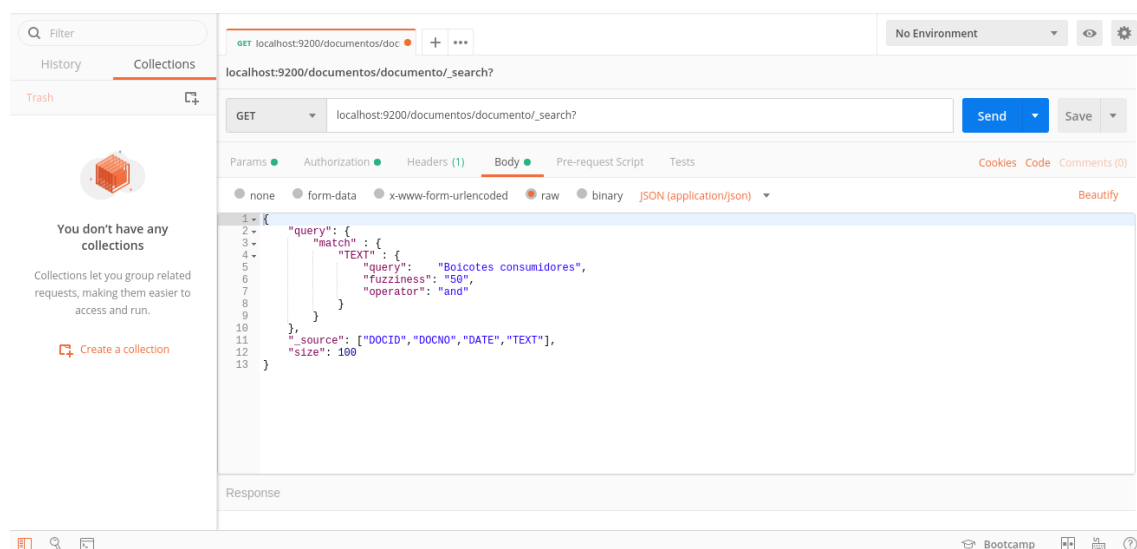 Filter
History Collections
Trash
You don't have any
collections
Collections let you group related
requests, making them easier to
access and run.
Create a collection
GET localhost:9200/documentos/doc
No Environment
localhost:9200/documentos/documento/_search?
GET localhost:9200/documentos/documento/_search? Send Save
Params Authorization Headers (1) Body Pre-request Script Tests Cookies Code Comments (0)
none form-data x-www-form-urlencoded raw binary JSON (application/json) Beautify
1 {
2 "query": {
3 "match" : {
4 "TEXT" : {
5 "query": "Boicotes consumidores",
6 "fuzziness": "50",
7 "operator": "and"
8 }
9 }
10 },
11 "_source": ["DOCID","DOCNO","DATE","TEXT"],
12 "size": 100
13 }
Response
Bootcamp